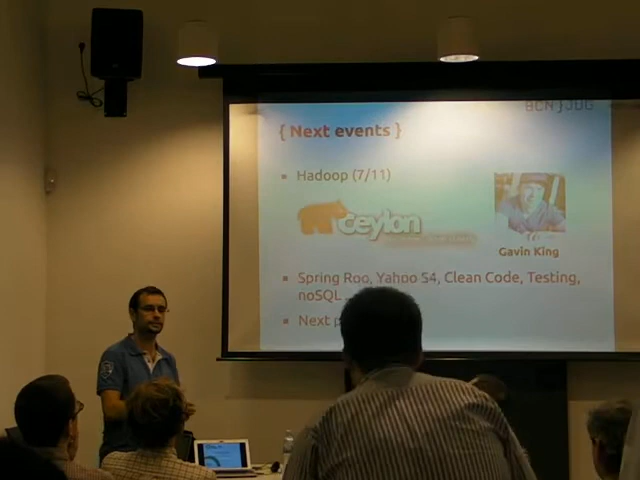 BCN}JUG
{ Next events }
Hadoop (7/11)
Ceylon
Gavin King
Spring Roo, Yahoo S4, Clean Code, Testing,
noSQL
Next